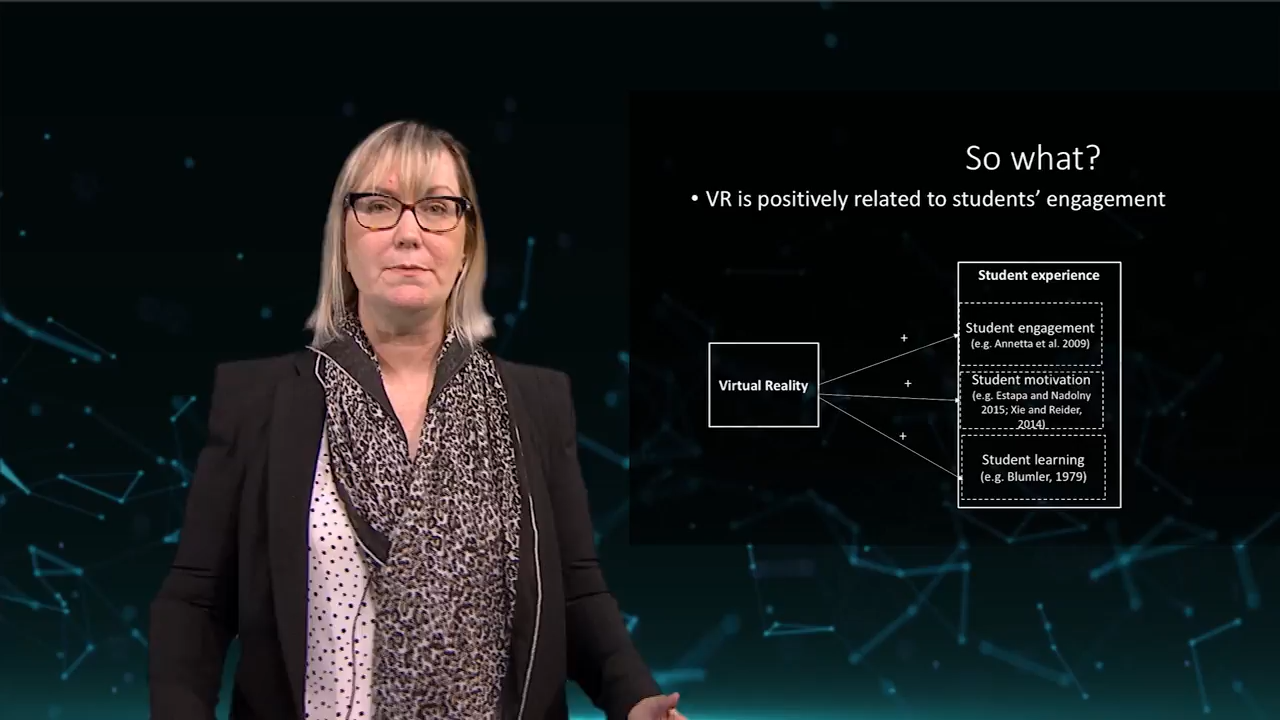 So what?
• VR is positively related to students’ engagement
Student experience
Student engagement
(e.g. Annetta et al. 2009)
Virtual Reality
+
+
+
Student motivation
(e.g. Estapa and Nadolny
2015; Xie and Reider,
2014)
Student learning
(e.g. Blumler, 1979)